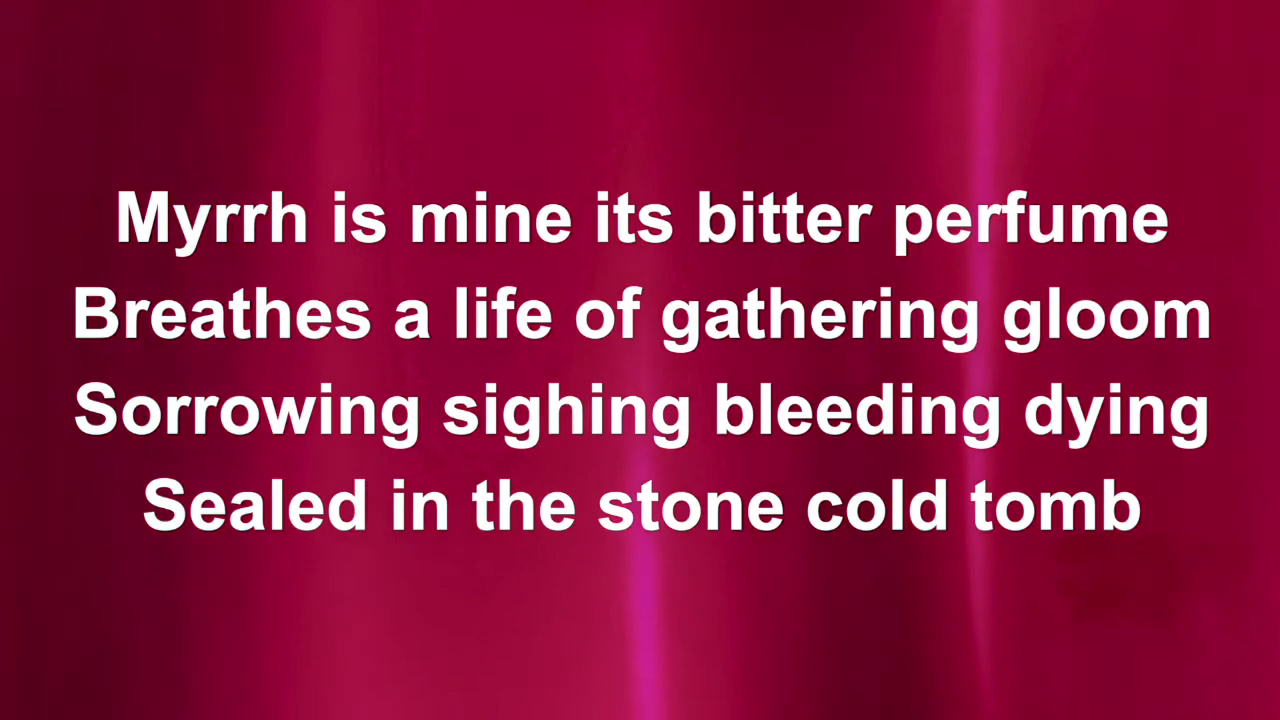 Myrrh is mine its bitter perfume
Breathes a life of gathering gloom
Sorrowing sighing bleeding dying
Sealed in the stone cold tomb